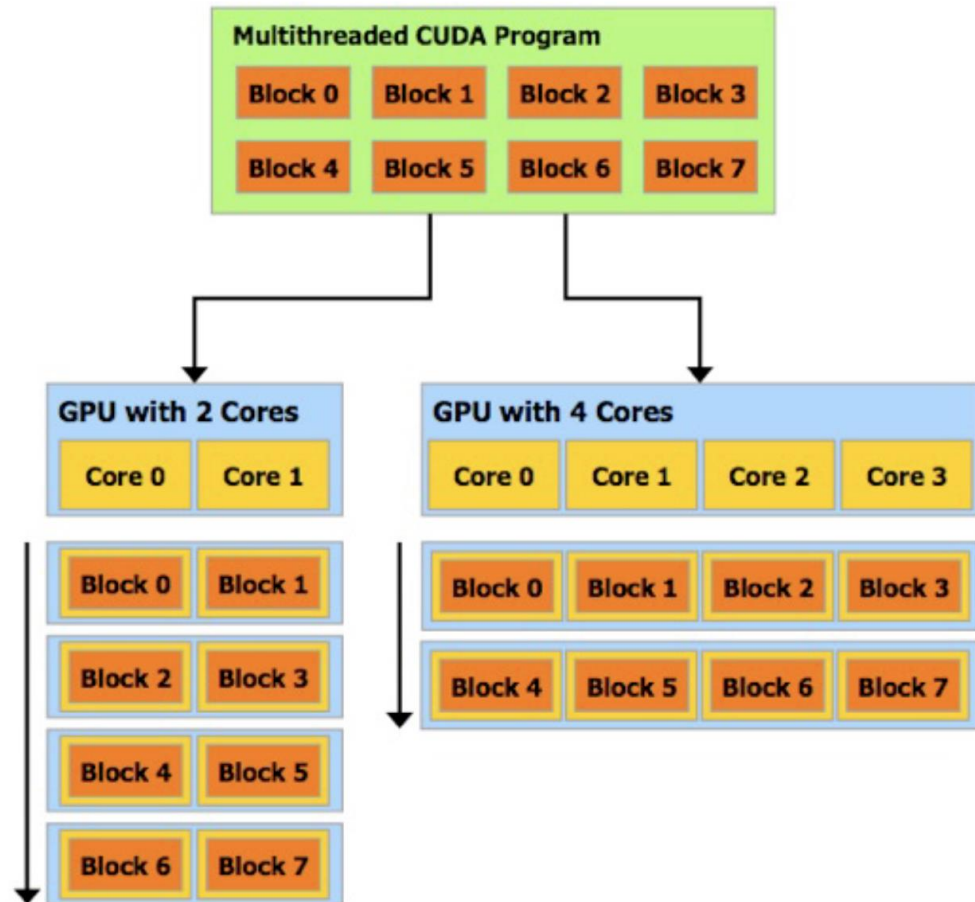 Multithreaded CUDA Program
Block 0 Block 1 Block 2 Block 3
Block 4 Block 5 Block 6 Block 7
GPU with 2 Cores
Core 0 Core 1
Block 0 Block 1
Block 2 Block 3
Block 4 Block 5
Block 6 Block 7
GPU with 4 Cores
Core 0 Core 1 Core 2 Core 3
Block 0 Block 1 Block 2 Block 3
Block 4 Block 5 Block 6 Block 7